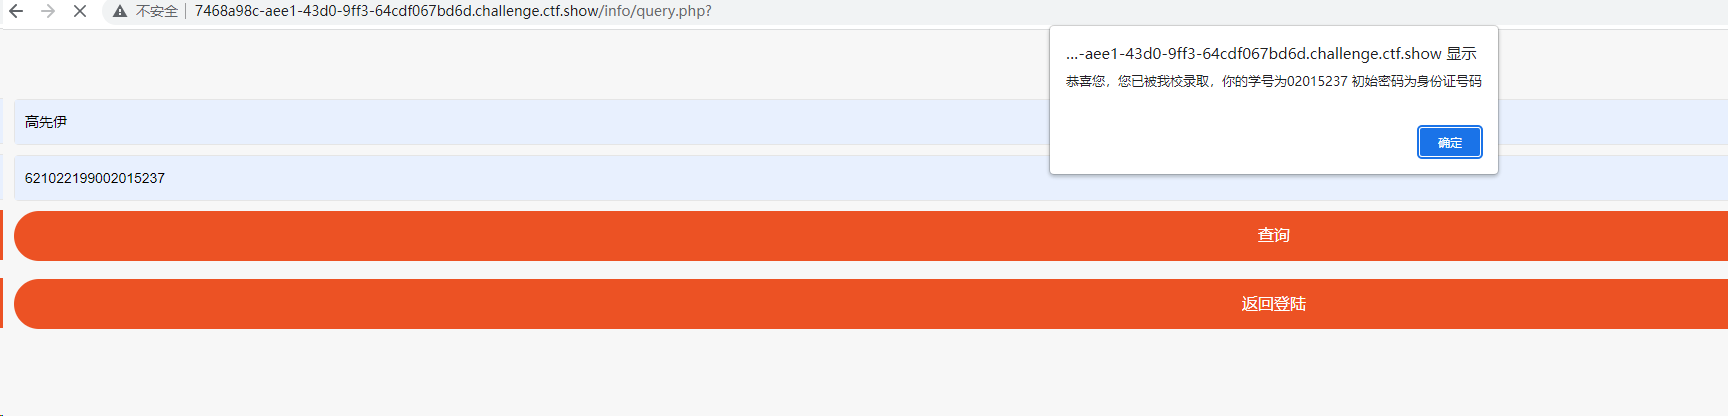 不安全 7468a98c-aee1-43d0-9ff3-64cdf067bd6d.challenge.ctf.show/info/query.php?
...-aee1-43d0-9ff3-64cdf067bd6d.challenge.ctf.show 显示
恭喜您，您已被我校录取，你的学号为02015237 初始密码为身份证号码
确定
高先伊
621022199002015237
查询
返回登陆